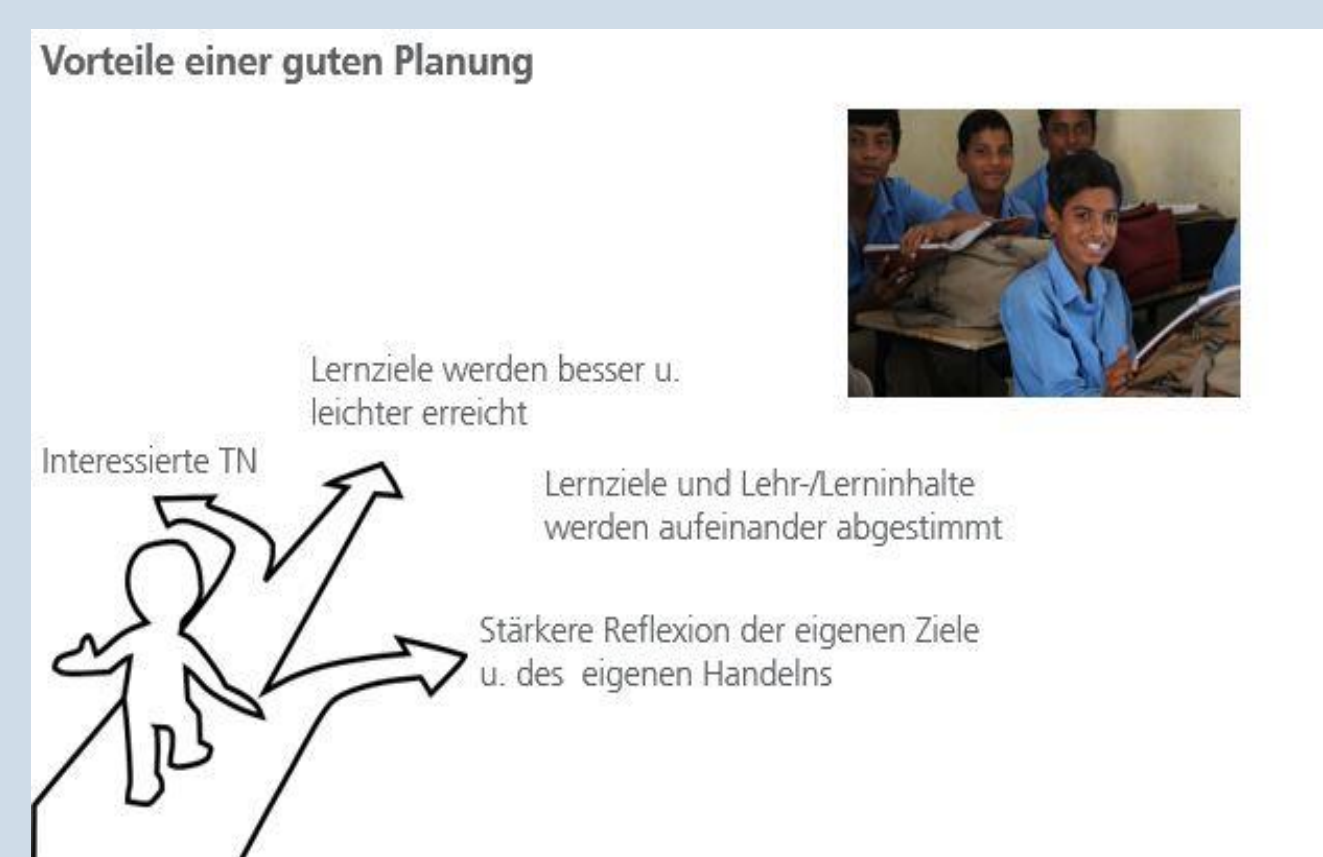 Vorteile einer guten Planung
Lernziele werden besser u.
leichter erreicht
Interessierte TN
Lernziele und Lehr-/Lerninhalte
werden aufeinander abgestimmt
Stärkere Reflexion der eigenen Ziele
u. des eigenen Handelns